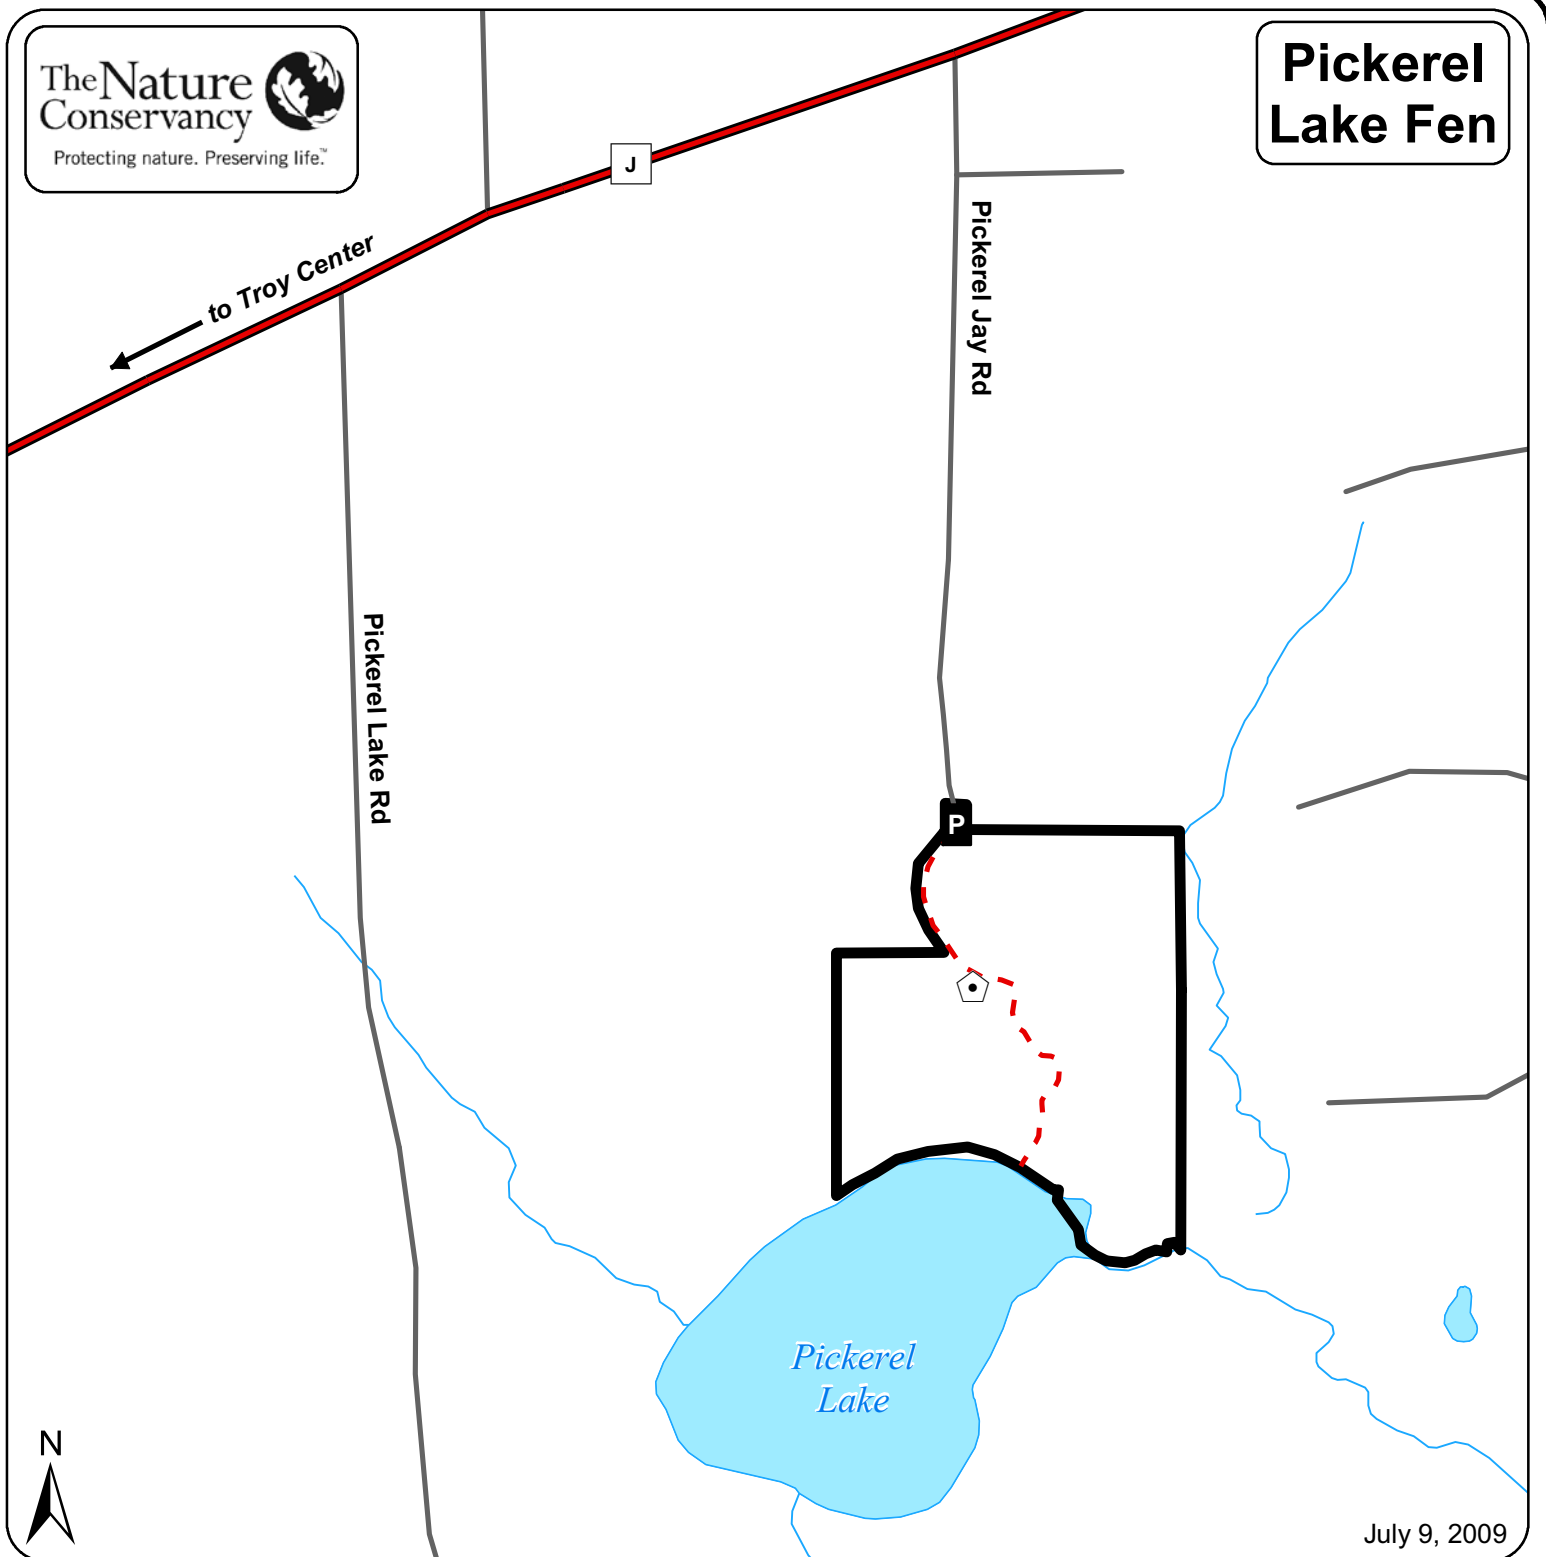 The Nature
Conservancy
Protecting nature. Preserving life.™
Pickerel
Lake Fen
J
to Troy Center
Pickerel Jay Rd
Pickerel Lake Rd
P
Pickerel
Lake
N
July 9, 2009